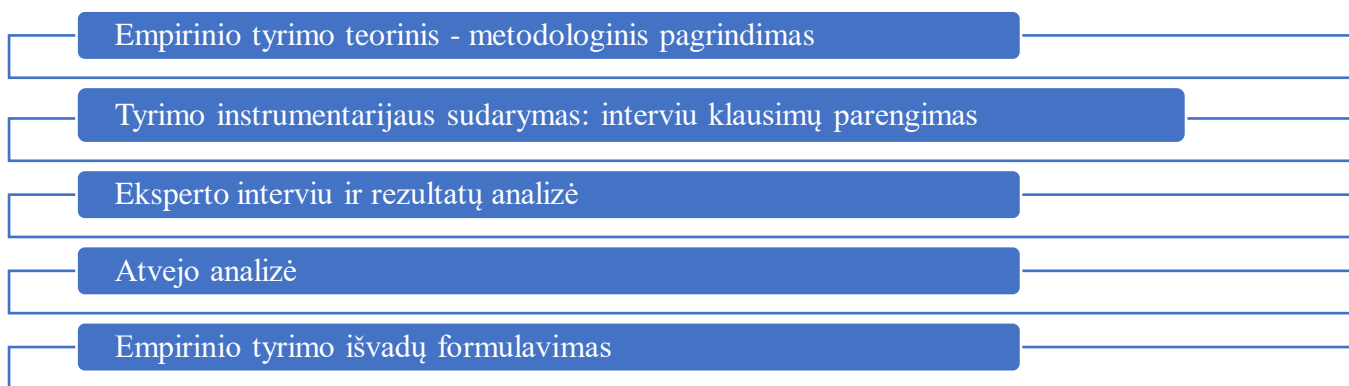 Empirinio tyrimo teorinis - metodologinis pagrindimas
Tyrimo instrumentarijaus sudarymas: interviu klausimų parengimas
Eksperto interviu ir rezultatų analizė
Atvejo analizė
Empirinio tyrimo išvadų formulavimas